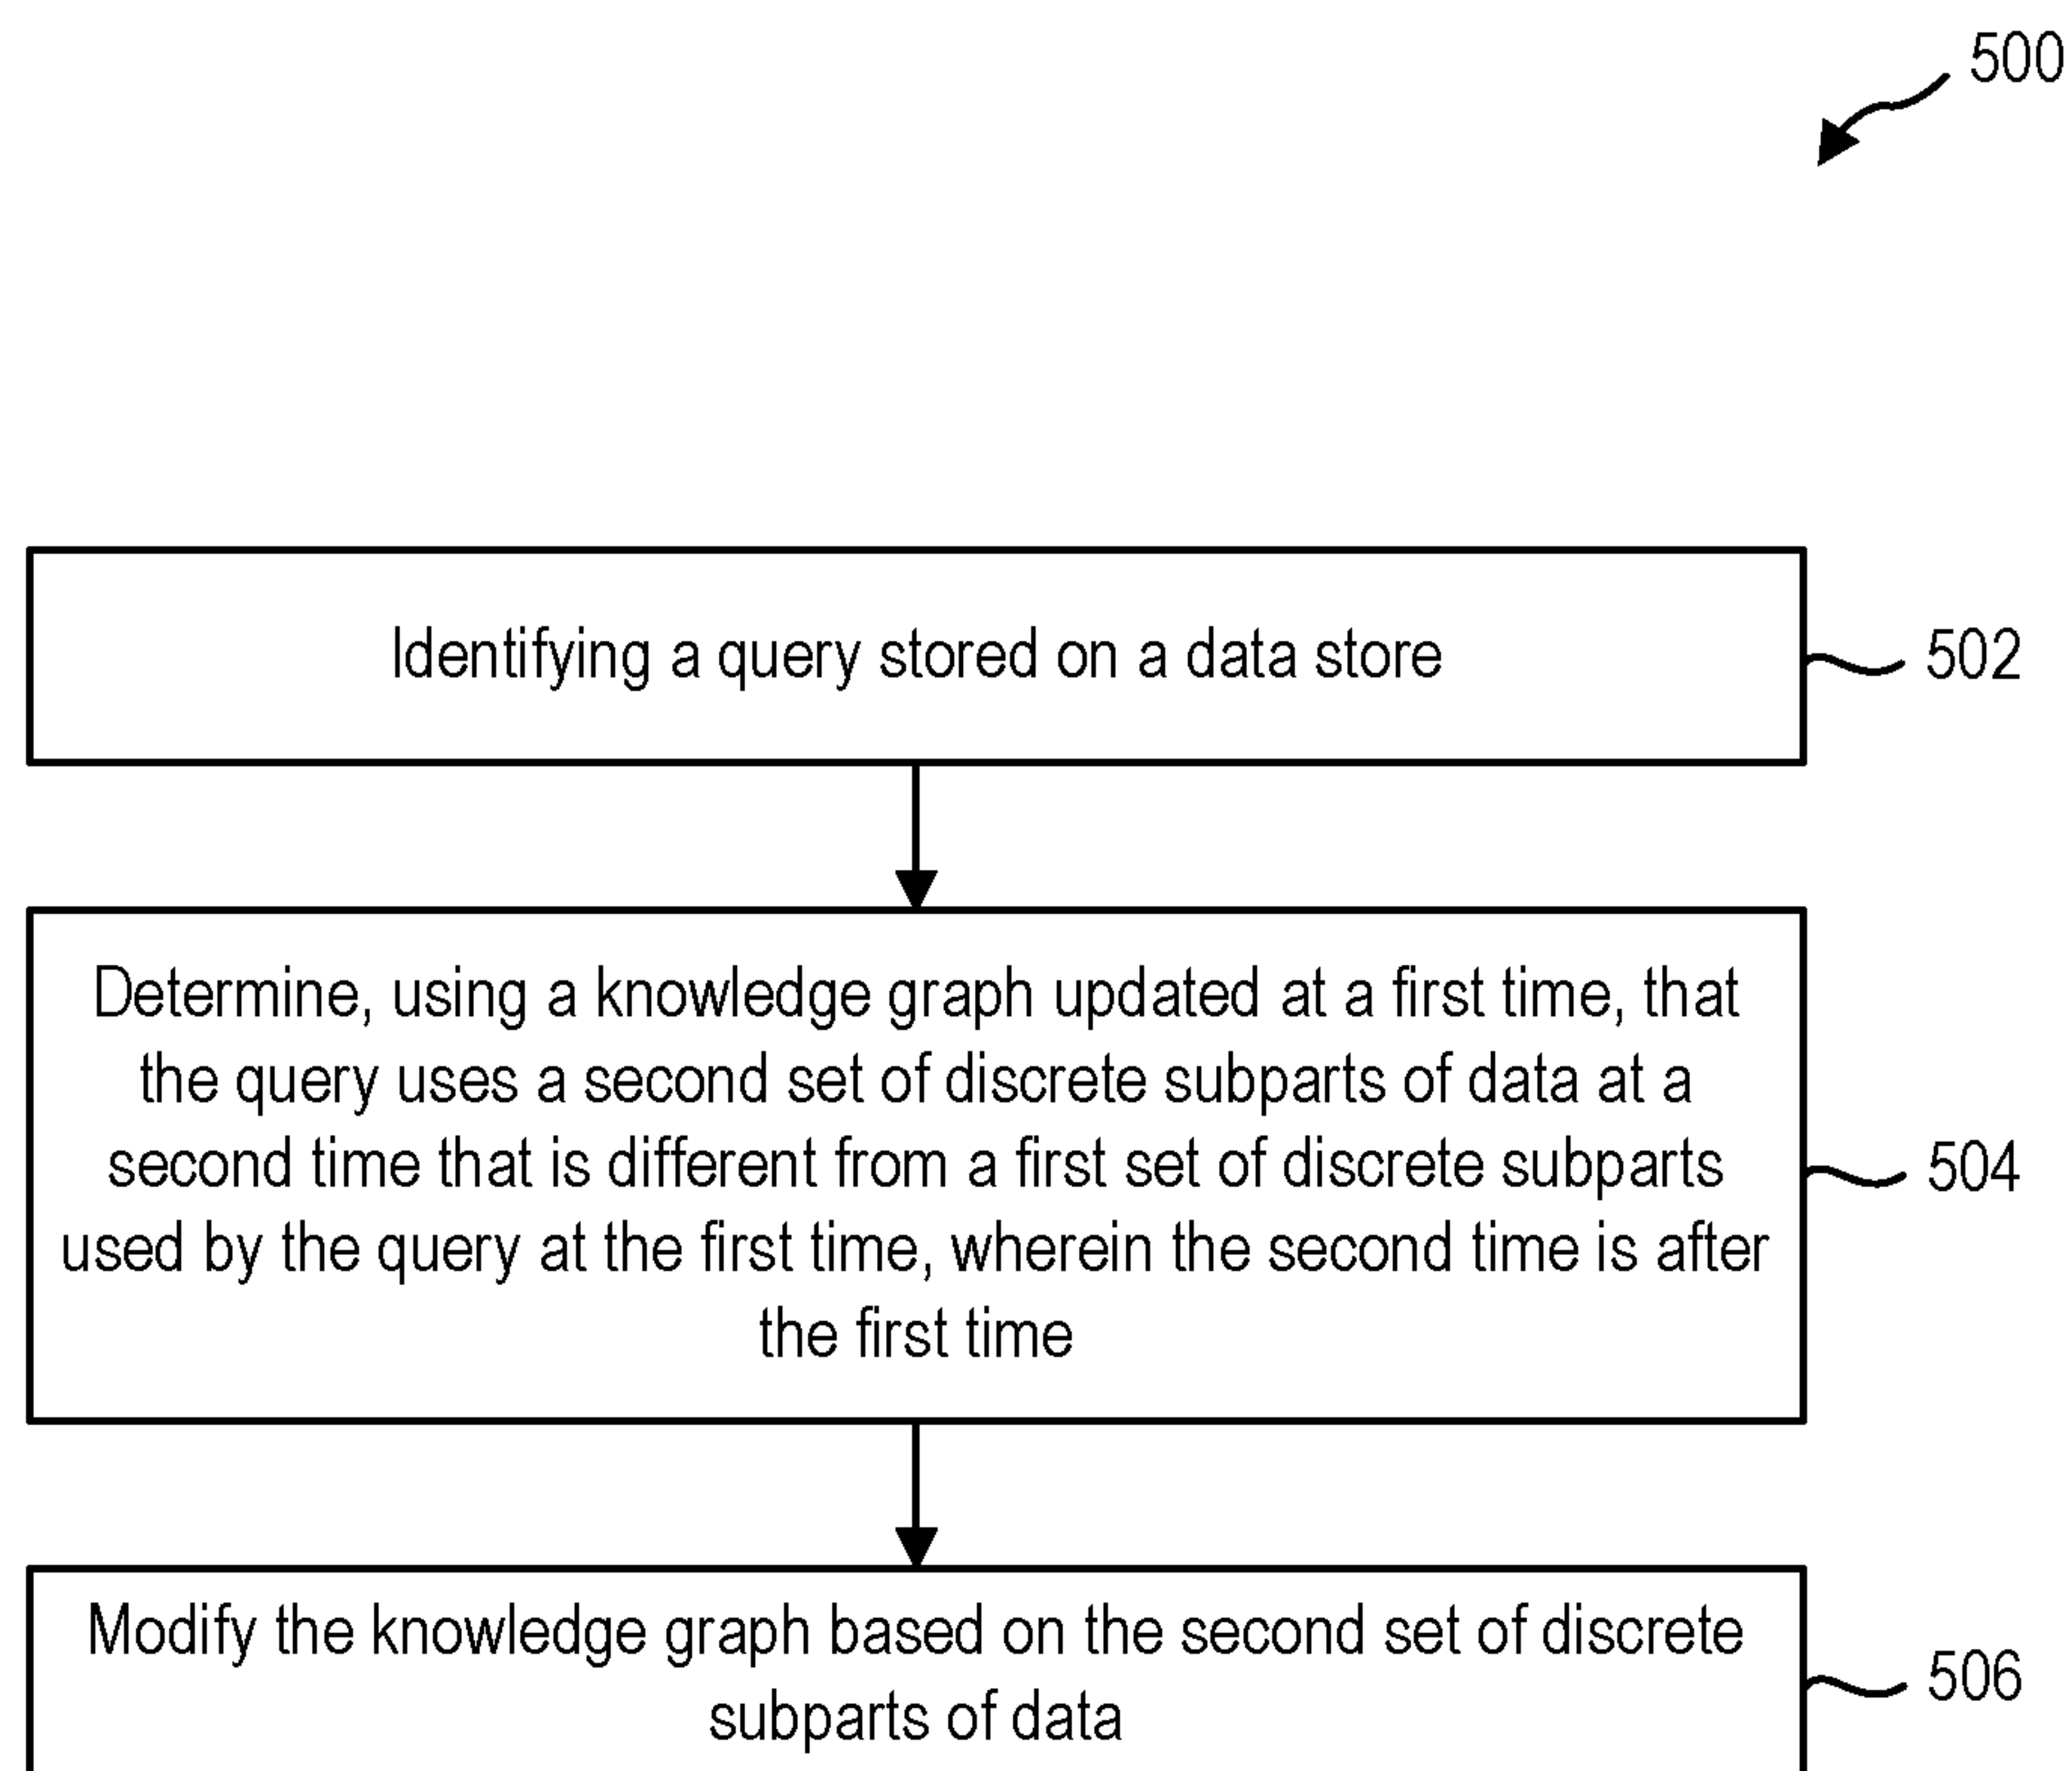 500
Identifying a query stored on a data store
502
Determine, using a knowledge graph updated at a first time, that
the query uses a second set of discrete subparts of data at a
second time that is different from a first set of discrete subparts
used by the query at the first time, wherein the second time is after
the first time
504
Modify the knowledge graph based on the second set of discrete
subparts of data
506